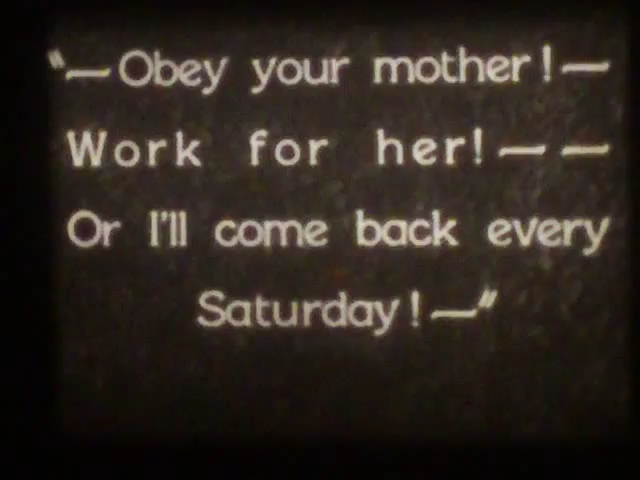 "—Obey your mother!—
Work for her!— —
Or I'll come back every
Saturday!—"